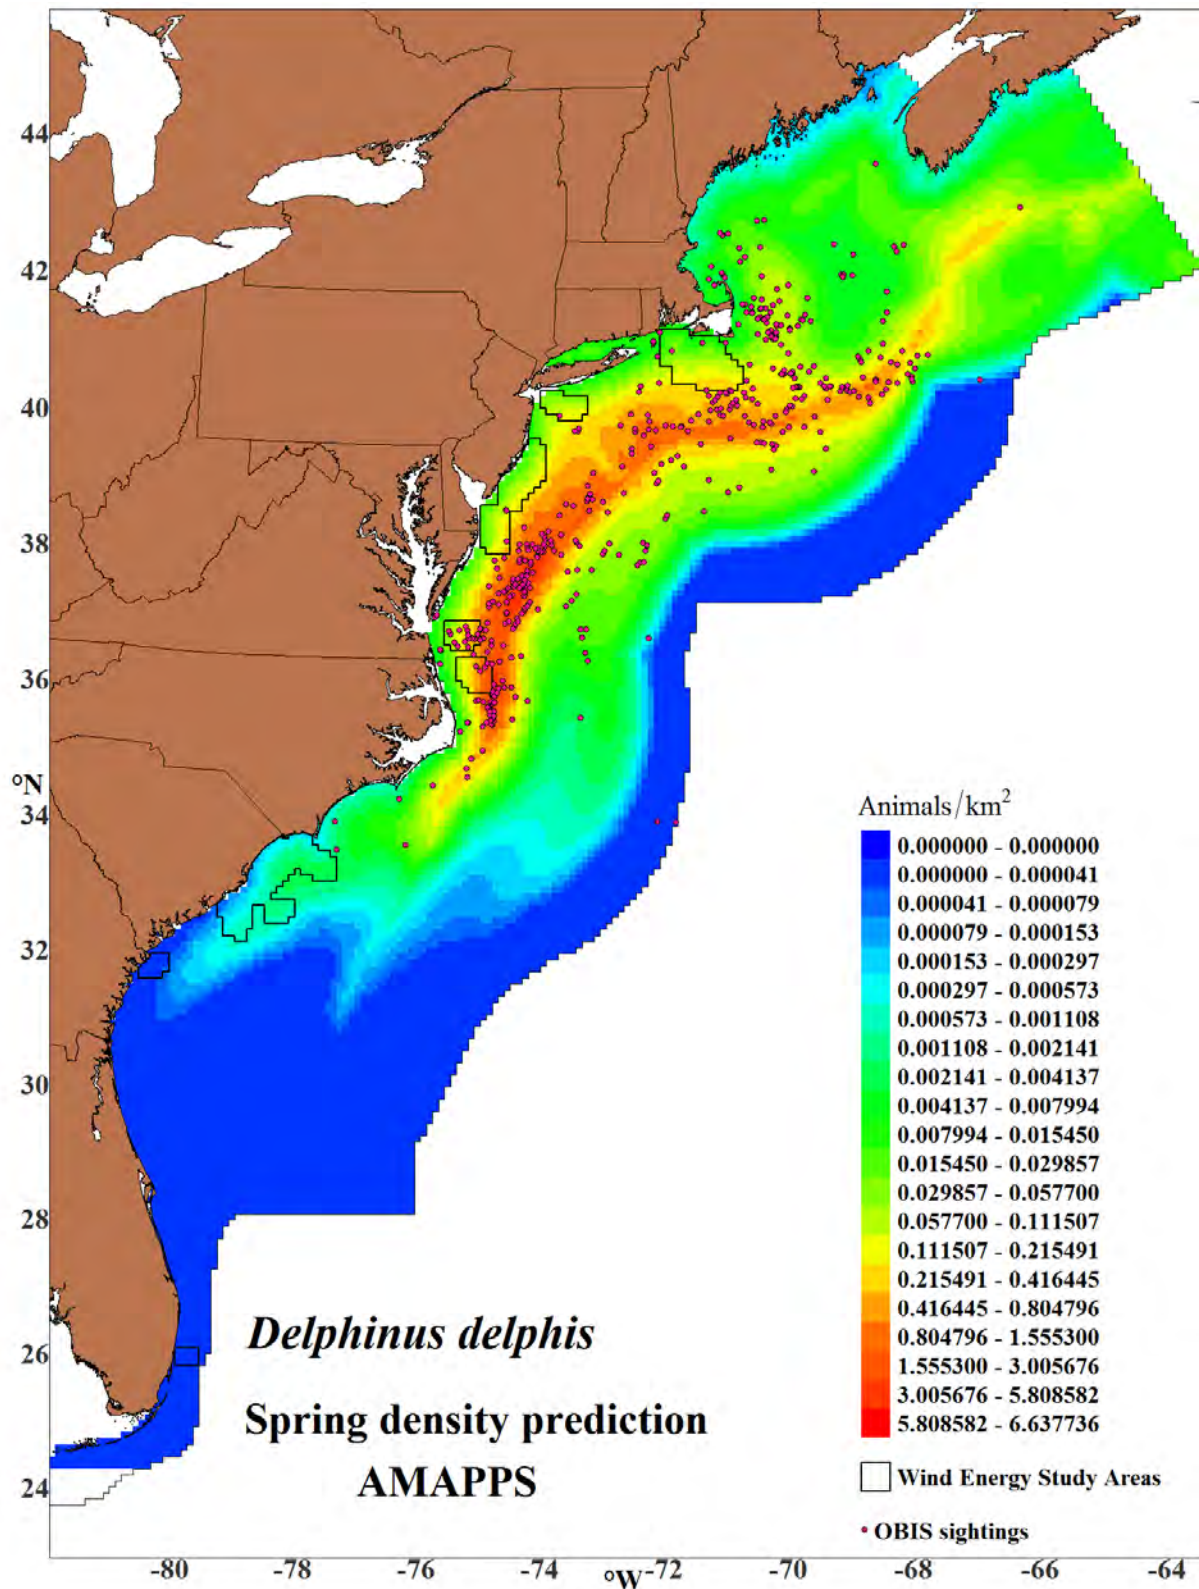 44
42
40
38
36
°N
34
32
30
28
26
24
Animals/km²
0.000000 - 0.000000
0.000000 - 0.000041
0.000041 - 0.000079
0.000079 - 0.000153
0.000153 - 0.000297
0.000297 - 0.000573
0.000573 - 0.001108
0.001108 - 0.002141
0.002141 - 0.004137
0.004137 - 0.007994
0.007994 - 0.015450
0.015450 - 0.029857
0.029857 - 0.057700
0.057700 - 0.111507
0.111507 - 0.215491
0.215491 - 0.416445
0.416445 - 0.804796
0.804796 - 1.555300
1.555300 - 3.005676
3.005676 - 5.808582
5.808582 - 6.637736
Wind Energy Study Areas
OBIS sightings
Delphinus delphis
Spring density prediction
AMAPPS
-80 -78 -76 -74 °W -72 -70 -68 -66 -64